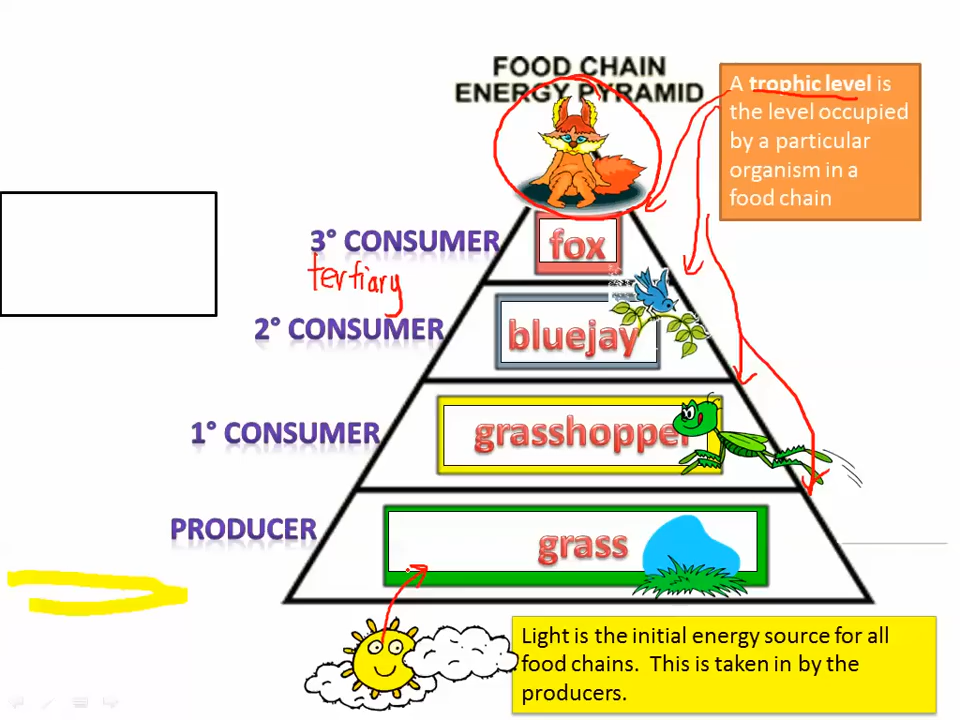 FOOD CHAIN
ENERGY PYRAMID
A trophic level is
the level occupied
by a particular
organism in a
food chain
3° CONSUMER
fox
tertiary
2° CONSUMER
bluejay
1° CONSUMER
grasshopper
PRODUCER
grass
Light is the initial energy source for all
food chains. This is taken in by the
producers.